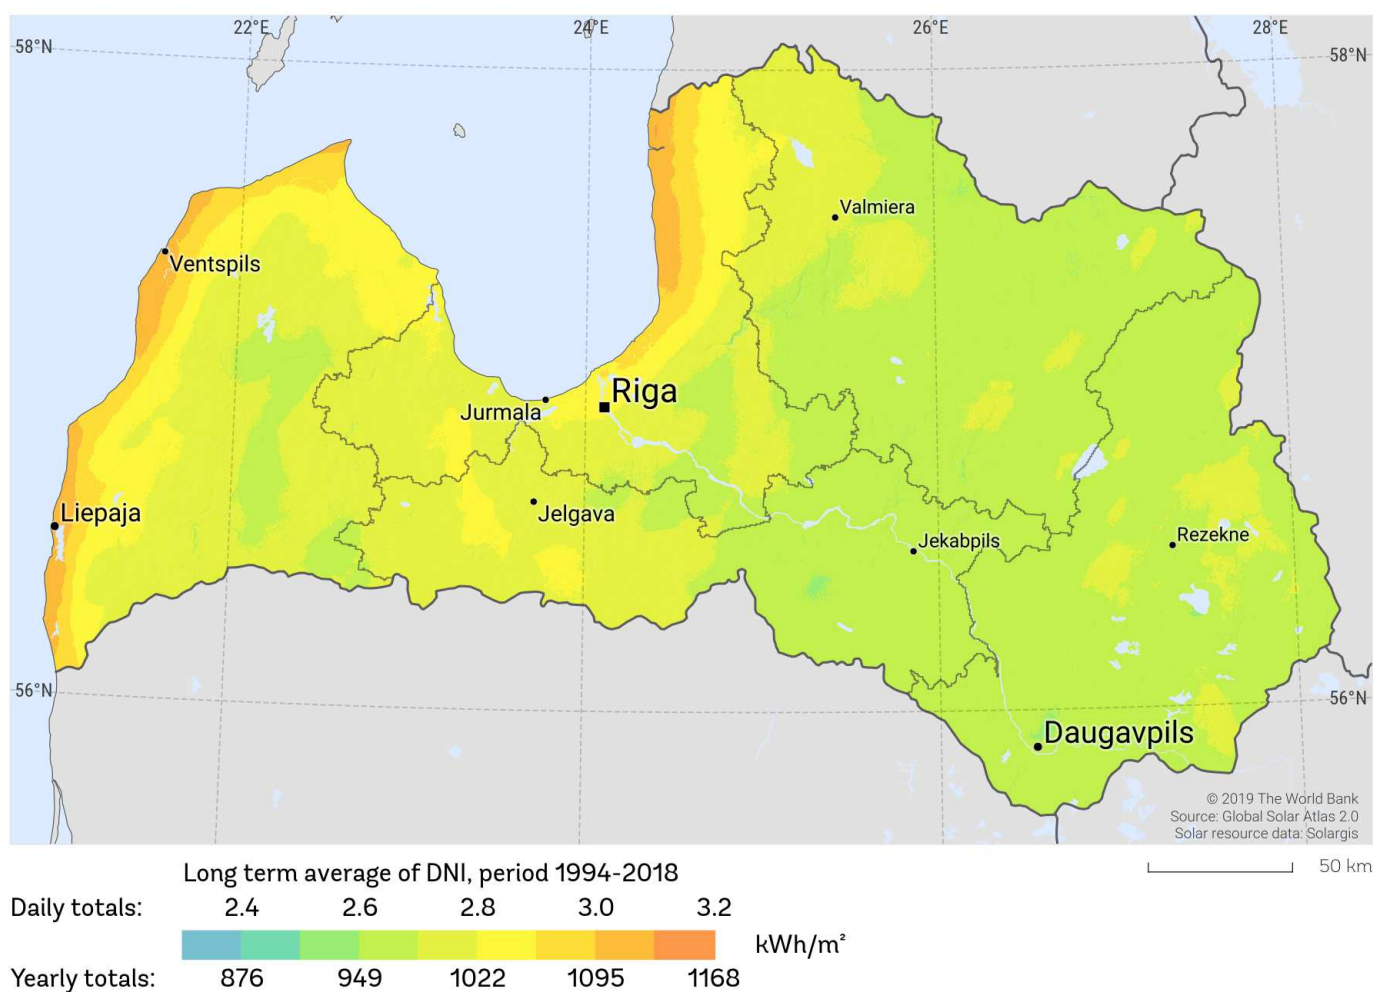 22°E 24°E 26°E 28°E
58°N 58°N
Valmiera
Ventspils
Riga
Jurmala
Liepaja
Jelgava
Jekabpils
Rezekne
56°N 56°N
Daugavpils
© 2019 The World Bank
Source: Global Solar Atlas 2.0
Solar resource data: Solargis
50 km
Long term average of DNI, period 1994-2018
Daily totals: 2.4 2.6 2.8 3.0 3.2
kWh/m²
Yearly totals: 876 949 1022 1095 1168